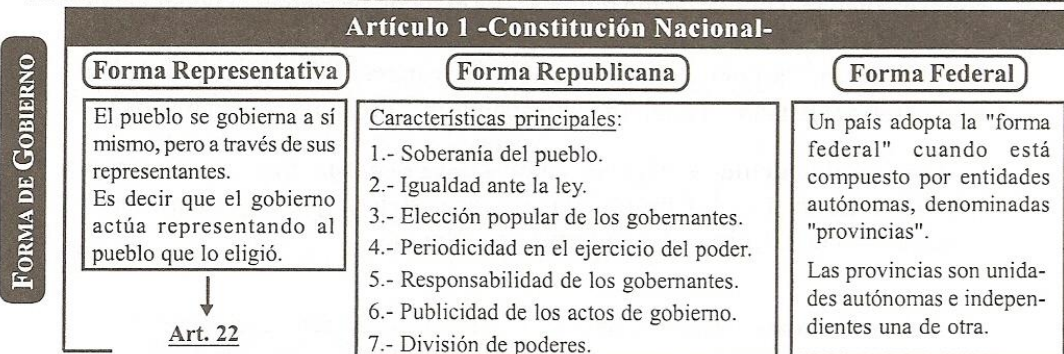 Artículo 1 -Constitución Nacional-
FORMA DE GOBIERNO
Forma Representativa
El pueblo se gobierna a sí
mismo, pero a través de sus
representantes.
Es decir que el gobierno
actúa representando al
pueblo que lo eligió.
Art. 22
Forma Republicana
Características principales:
1.- Soberanía del pueblo.
2.- Igualdad ante la ley.
3.- Elección popular de los gobernantes.
4.- Periodicidad en el ejercicio del poder.
5.- Responsabilidad de los gobernantes.
6.- Publicidad de los actos de gobierno.
7.- División de poderes.
Forma Federal
Un país adopta la "forma
federal" cuando está
compuesto por entidades
autónomas, denominadas
"provincias".
Las provincias son unida-
des autónomas e indepen-
dientes una de otra.